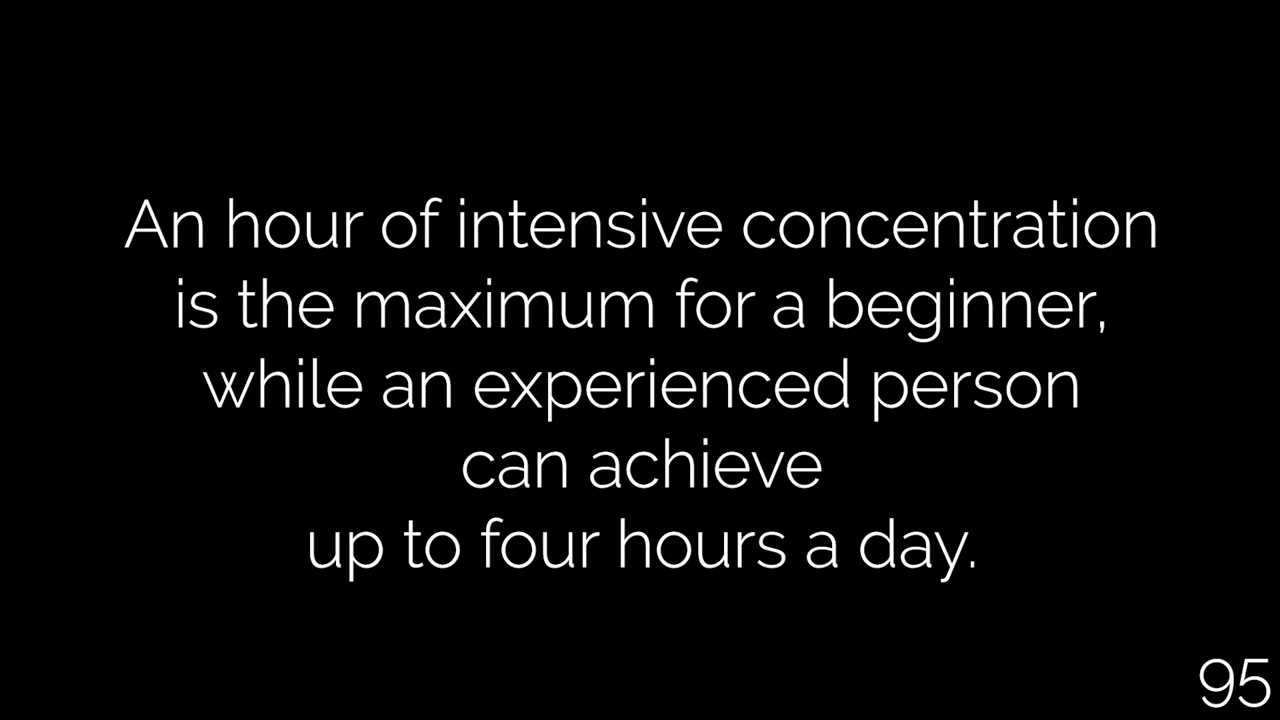 An hour of intensive concentration
is the maximum for a beginner,
while an experienced person
can achieve
up to four hours a day.
95